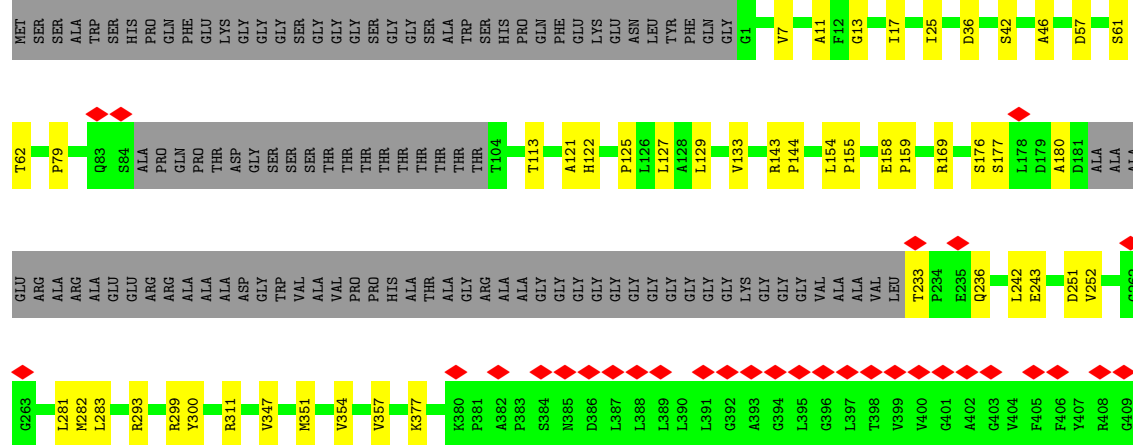 MET SER SER ALA TRP SER HIS PRO GLN PHE GLU LYS GLY GLY GLY SER GLY GLY GLY SER GLY GLY SER ALA TRP SER HIS PRO GLN PHE GLU LYS GLU ASN LEU TYR PHE GLN GLY G1 V7 A11 F12 G13 I17 I25 D36 S42 A46 D57 S61
T62 P79 Q83 S84 ALA PRO GLN PRO THR ASP GLY SER SER SER THR THR THR THR THR THR THR THR T104 T113 A121 H122 P125 L126 L127 A128 L129 V133 R143 P144 L154 P155 E158 P159 R169 S176 S177 L178 D179 A180 D181 ALA ALA ALA
GLU ARG ALA ARG ALA GLU GLU ARG ARG ALA ALA ALA ALA ASP GLY TRP VAL ALA VAL PRO PRO HIS ALA THR ALA GLY ARG ALA ALA GLY GLY GLY GLY GLY GLY GLY GLY GLY GLY GLY LYS GLY GLY GLY VAL ALA ALA VAL LEU T233 P234 E235 Q236 L242 E243 D251 V252 G262
G263 L281 M282 L283 R293 R299 Y300 R311 V347 M351 V354 V357 K377 K380 P381 A382 P383 S384 N385 D386 L387 L388 L389 L390 L391 G392 A393 G394 L395 G396 L397 T398 V399 V400 G401 A402 G403 V404 F405 F406 Y407 R408 G409